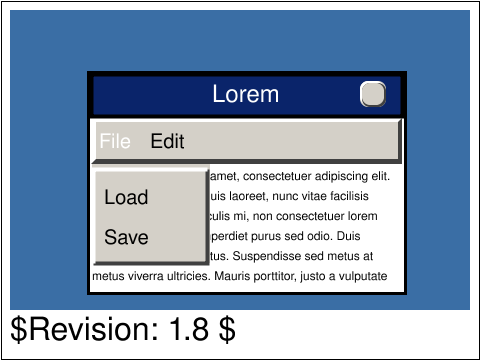 Lorem
File Edit
amet, consectetuer adipiscing elit.
Load
uis laoreet, nunc vitae facilisis
culis mi, non consectetuer lorem
Save
perdiet purus sed odio. Duis
tus. Suspendisse sed metus at
metus viverra ultricies. Mauris porttitor, justo a vulputate
$Revision: 1.8 $